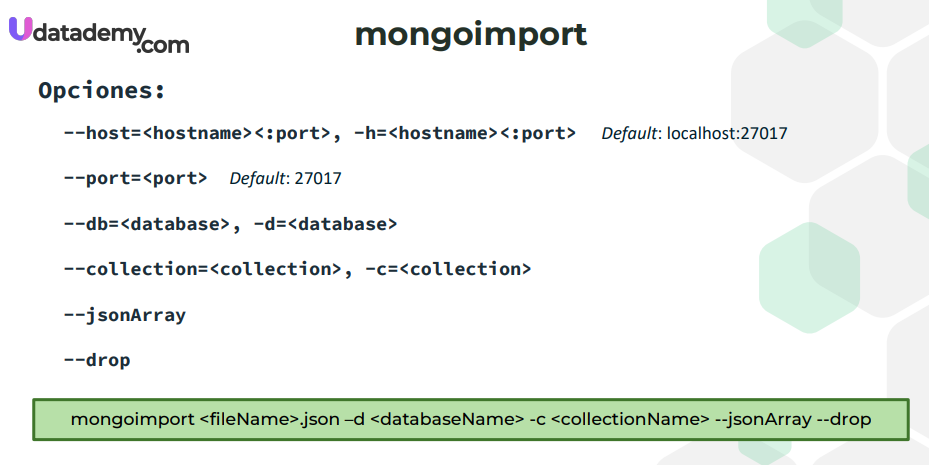 Udatademy
.com
mongoimport
Opciones:
--host=<hostname><:port>, -h=<hostname><:port> Default: localhost:27017
--port=<port> Default: 27017
--db=<database>, -d=<database>
--collection=<collection>, -c=<collection>
--jsonArray
--drop
mongoimport <fileName>.json –d <databaseName> -c <collectionName> --jsonArray --drop